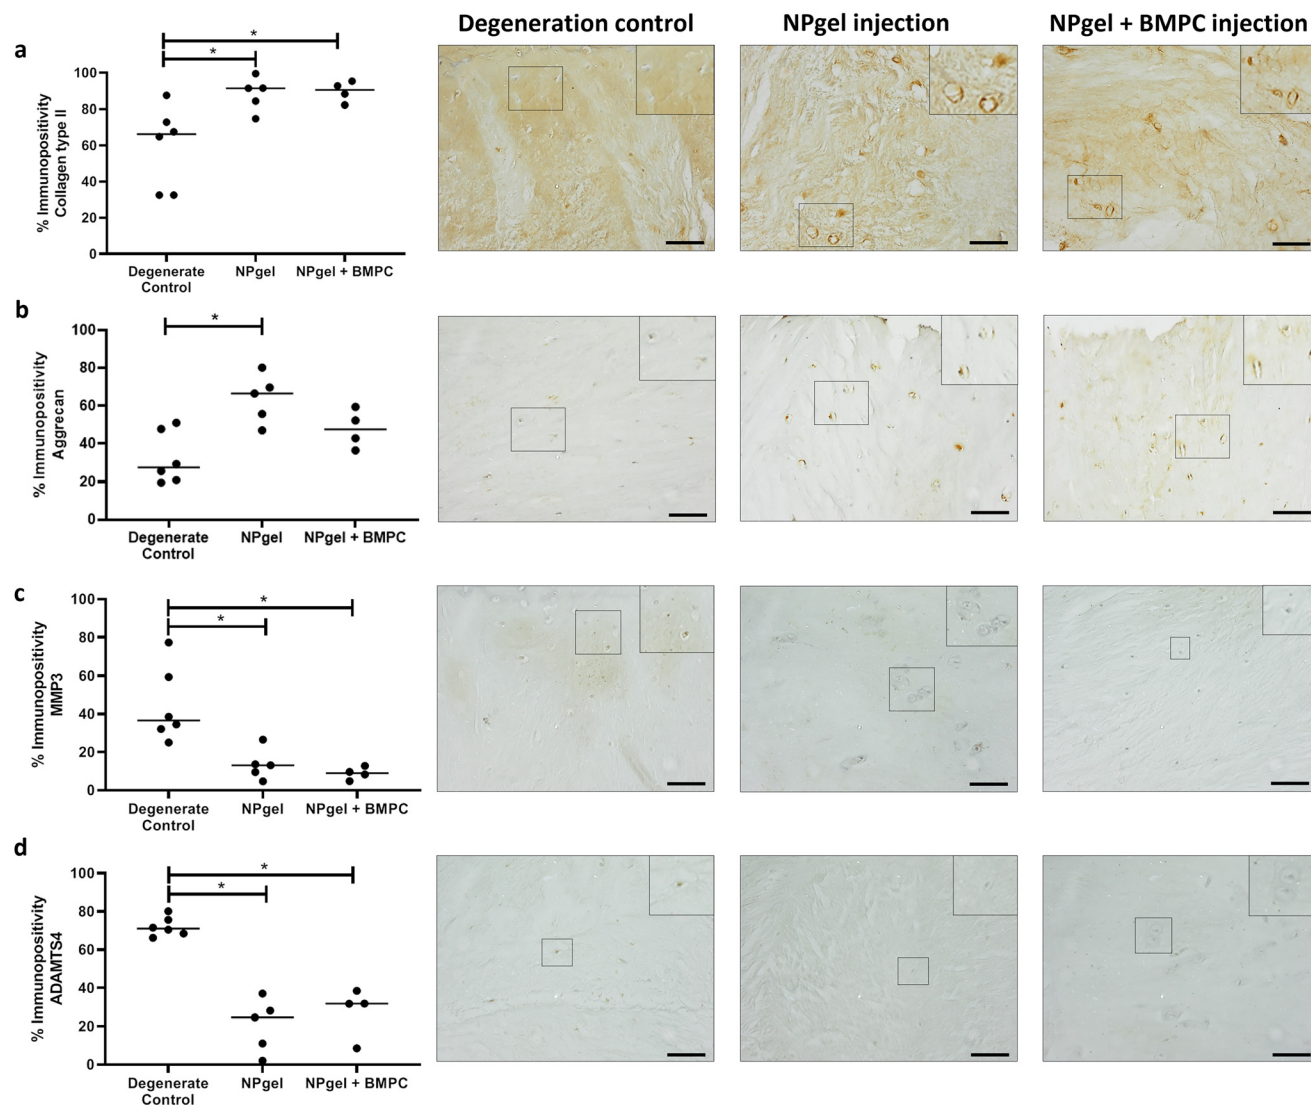 Degeneration control
NPgel injection
NPgel + BMPC injection
a
% Immunopositivity
Collagen type II
100
80
60
40
20
0
*
*
Degenerate
Control
NPgel
NPgel + BMPC
b
% Immunopositivity
Aggrecan
100
80
60
40
20
0
*
Degenerate
Control
NPgel
NPgel + BMPC
c
% Immunopositivity
MMP3
100
80
60
40
20
0
*
*
Degenerate
Control
NPgel
NPgel + BMPC
d
% Immunopositivity
ADAMTS4
100
80
60
40
20
0
*
*
Degenerate
Control
NPgel
NPgel + BMPC